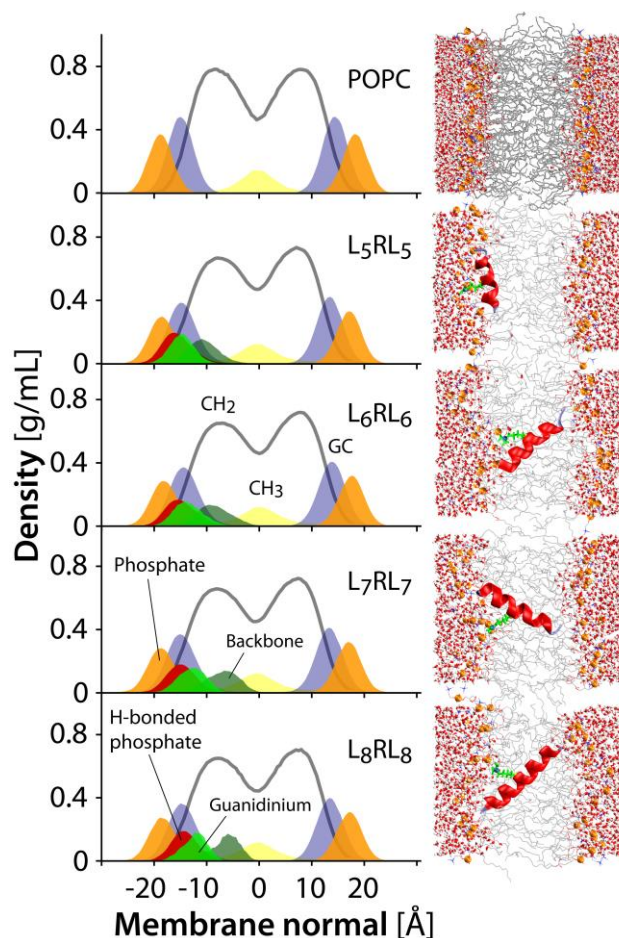 0.8
0.4
0
POPC
0.8
0.4
0
L5RL5
0.8
0.4
0
CH2
CH3
GC
L6RL6
0.8
0.4
0
Phosphate
Backbone
L7RL7
0.8
0.4
0
H-bonded
phosphate
Guanidinium
L8RL8
-20 -10 0 10 20
Density [g/mL]
Membrane normal [Å]